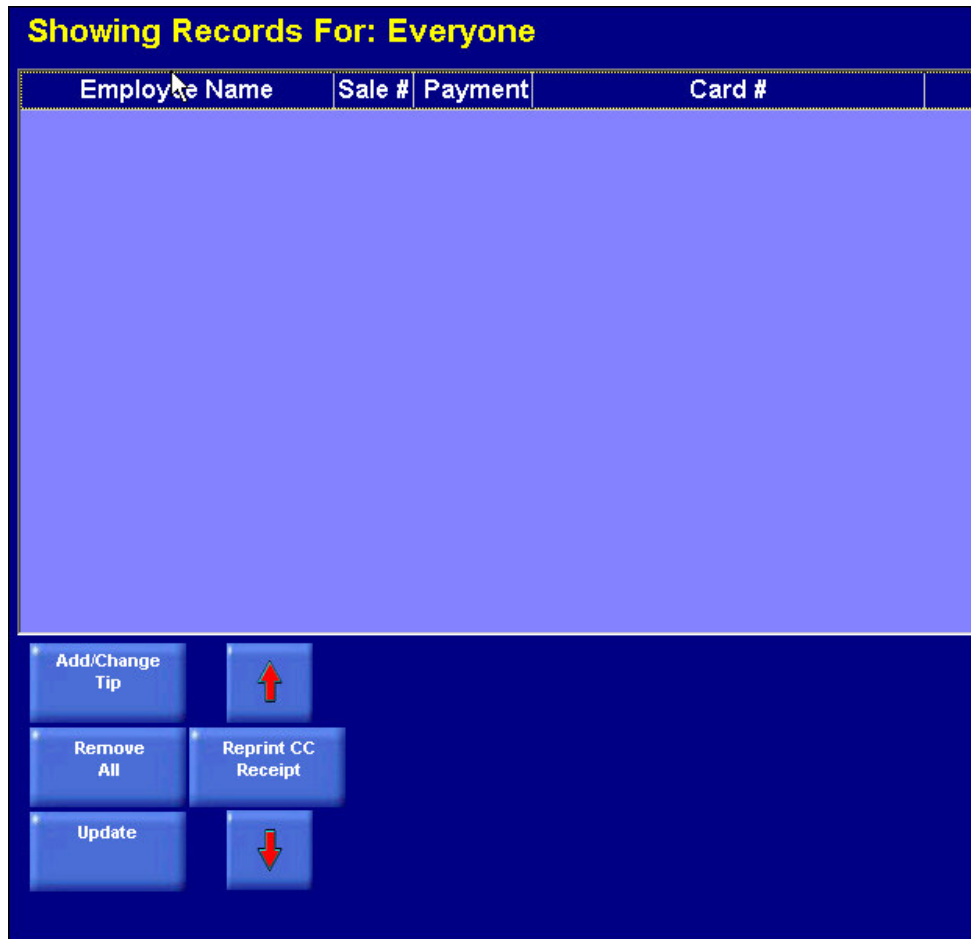 Showing Records For: Everyone
Employee Name Sale # Payment Card #
Add/Change
Tip
Remove
All
Reprint CC
Receipt
Update